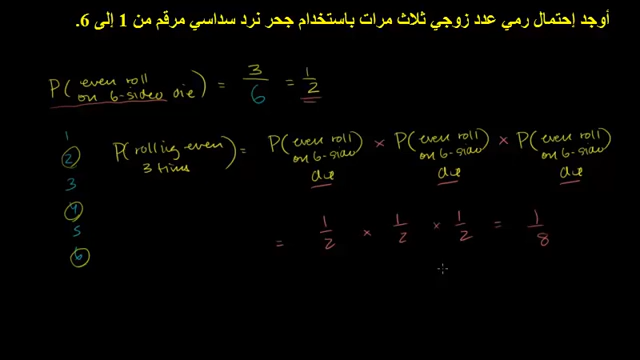 أوجد إحتمال رمي عدد زوجي ثلاث مرات باستخدام جحر نرد سداسي مرقم من 1 إلى 6.
P(even roll on 6-sided die) = 3/6 = 1/2
1
2
3
4
5
6
P(rolling even 3 times) = P(even roll on 6-side die) × P(even roll on 6-side die) × P(even roll on 6-side die)
= 1/2 × 1/2 × 1/2 = 1/8